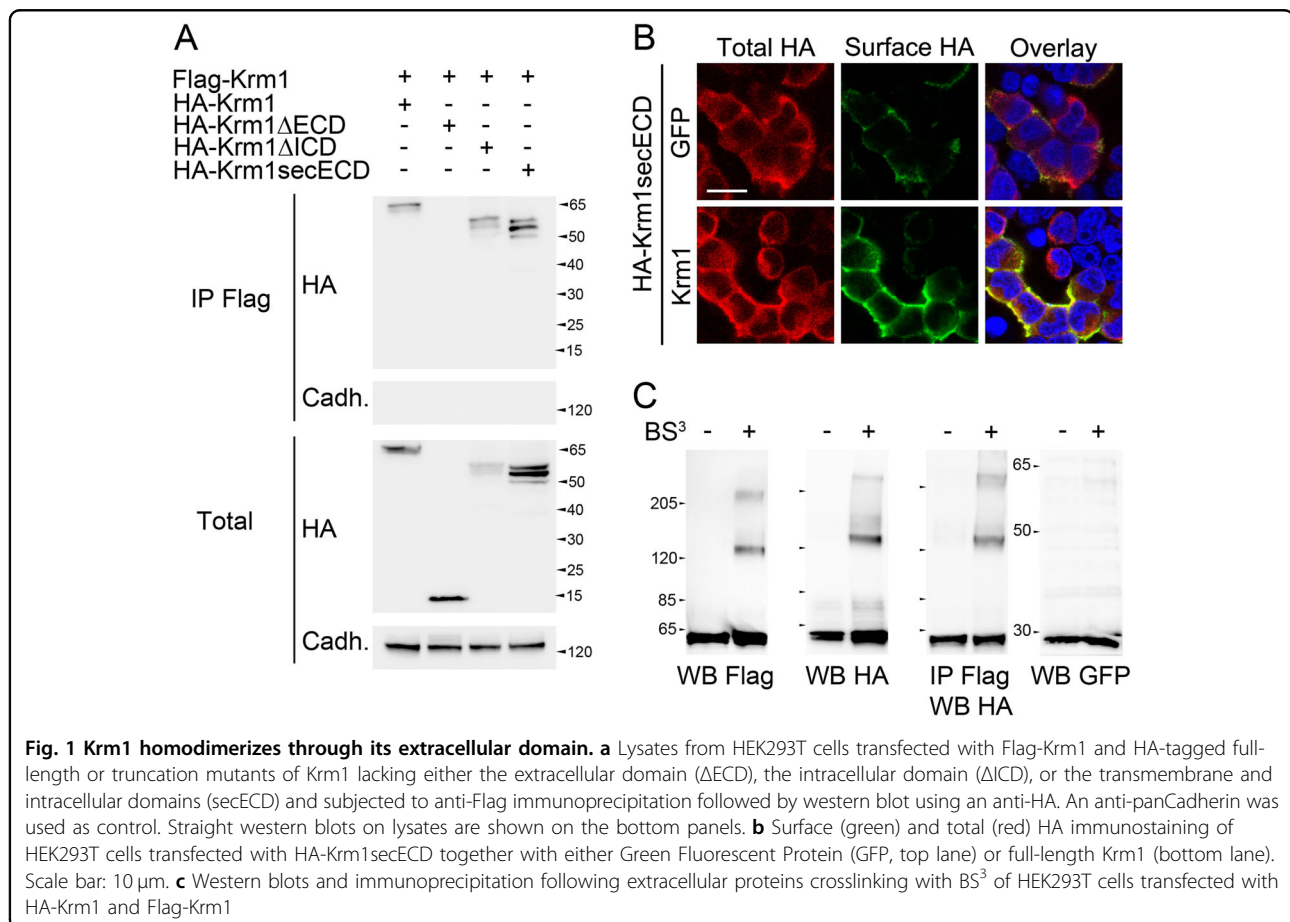 A
Flag-Krm1 + + + +
HA-Krm1 + - - -
HA-Krm1ΔECD - + - -
HA-Krm1ΔICD - - + -
HA-Krm1secECD - - - +
IP Flag
HA
65
50
40
30
25
15
Cadh.
120
Total
HA
65
50
40
30
25
15
Cadh.
120
B
Total HA Surface HA Overlay
HA-Krm1secECD
GFP
Krm1
C
BS³ - + - + - + - +
205
120
85
65
65
50
30
WB Flag WB HA IP Flag WB GFP
WB HA
Fig. 1 Krm1 homodimerizes through its extracellular domain. a Lysates from HEK293T cells transfected with Flag-Krm1 and HA-tagged full-
length or truncation mutants of Krm1 lacking either the extracellular domain (ΔECD), the intracellular domain (ΔICD), or the transmembrane and
intracellular domains (secECD) and subjected to anti-Flag immunoprecipitation followed by western blot using an anti-HA. An anti-panCadherin was
used as control. Straight western blots on lysates are shown on the bottom panels. b Surface (green) and total (red) HA immunostaining of
HEK293T cells transfected with HA-Krm1secECD together with either Green Fluorescent Protein (GFP, top lane) or full-length Krm1 (bottom lane).
Scale bar: 10 μm. c Western blots and immunoprecipitation following extracellular proteins crosslinking with BS³ of HEK293T cells transfected with
HA-Krm1 and Flag-Krm1